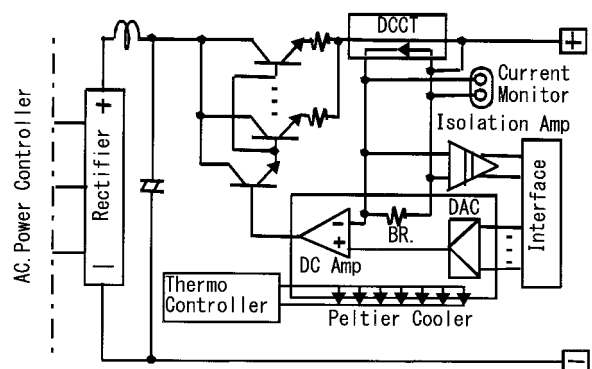 DCCT
+
Current
Monitor
Isolation Amp
AC. Power Controller
+
Rectifier
—
Interface
DAC
-
+
BR.
DC Amp
Thermo
Controller
Peltier Cooler
−